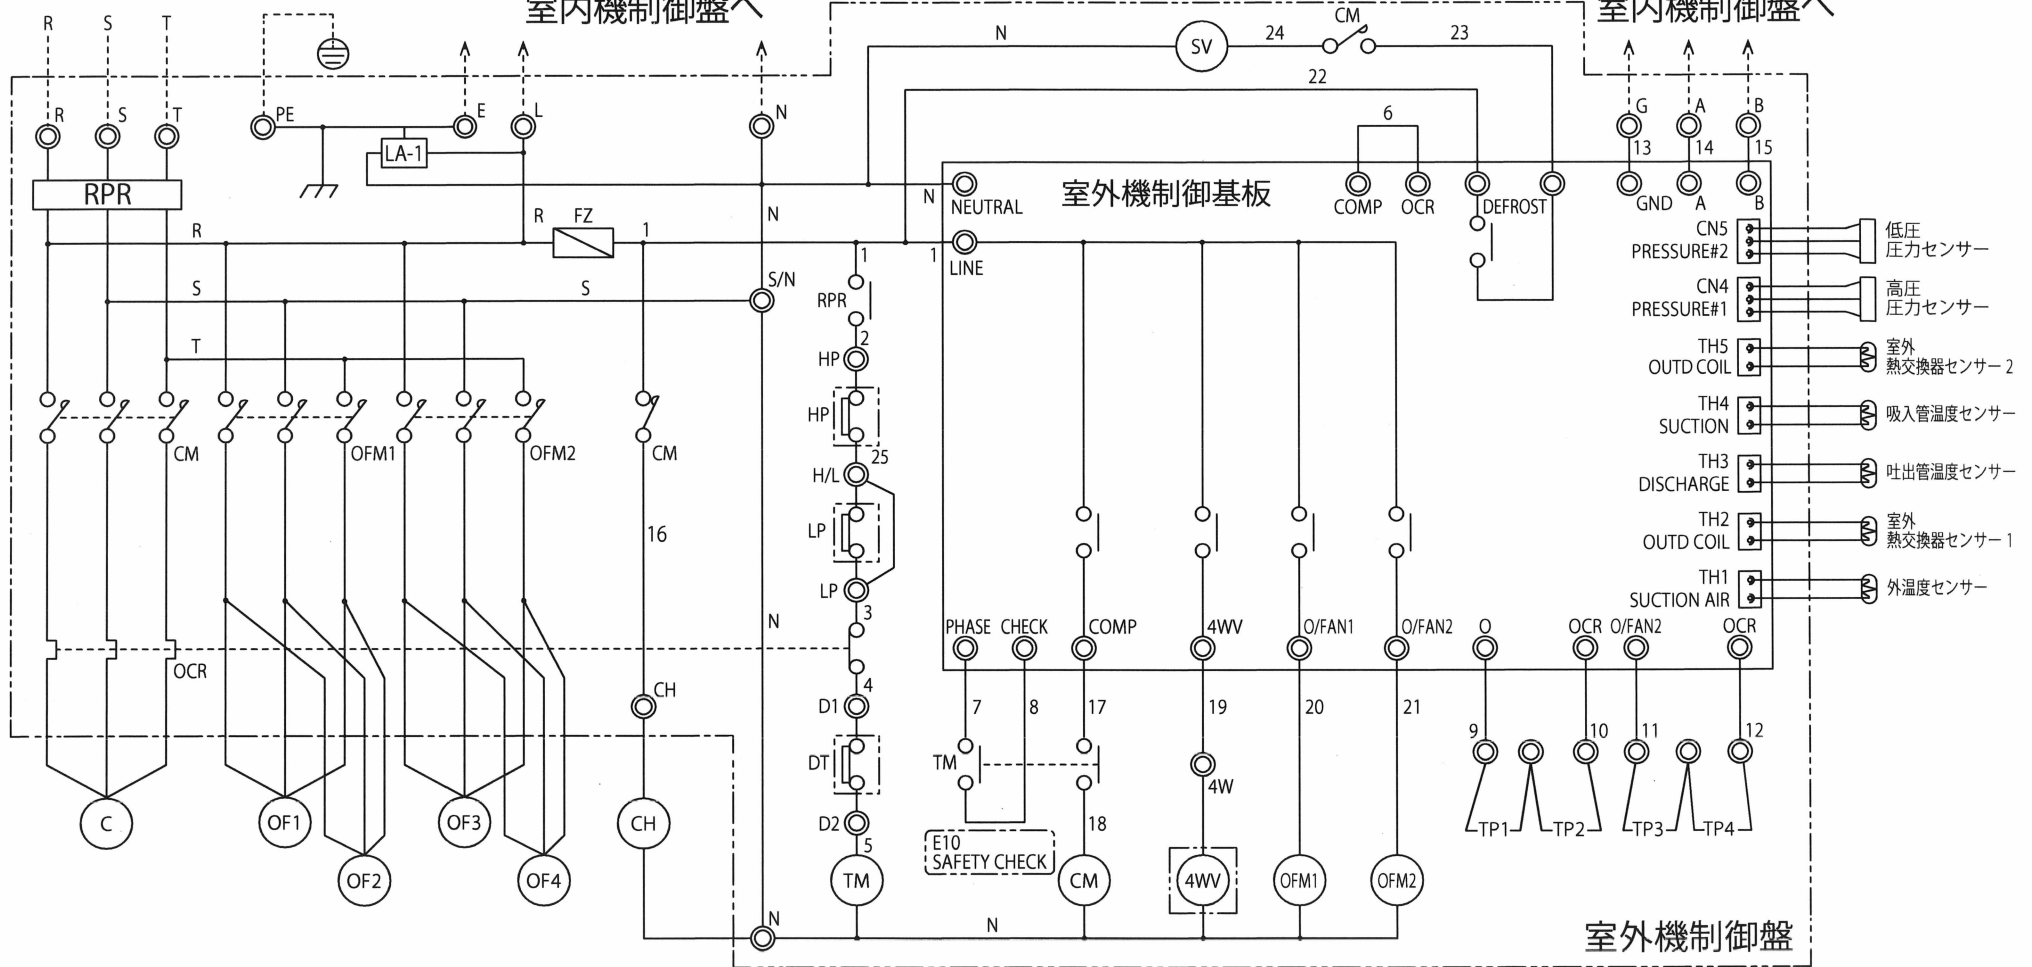 室内機制御盤へ
室内機制御盤へ
R
S
T
N
SV
24
CM
23
22
R
S
T
PE
E
L
N
G
A
B
6
13
14
15
LA-1
RPR
N
N
NEUTRAL
室外機制御基板
COMP
OCR
DEFROST
GND
A
B
R
R
FZ
1
1
1
LINE
CN5
PRESSURE#2
低圧
圧力センサー
S
S
S/N
RPR
CN4
PRESSURE#1
高圧
圧力センサー
T
2
HP
TH5
OUTD COIL
室外
熱交換器センサー2
HP
TH4
SUCTION
吸入管温度センサー
CM
OFM1
OFM2
CM
25
H/L
TH3
DISCHARGE
吐出管温度センサー
16
LP
TH2
OUTD COIL
室外
熱交換器センサー1
LP
TH1
SUCTION AIR
外温度センサー
3
N
PHASE
CHECK
COMP
4WV
O/FAN1
O/FAN2
O
OCR
O/FAN2
OCR
OCR
CH
4
D1
7
8
17
19
20
21
9
10
11
12
DT
TM
4W
C
OF1
OF3
CH
D2
18
TP1
TP2
TP3
TP4
5
E10
SAFETY CHECK
OF2
OF4
TM
CM
4WV
OFM1
OFM2
N
N
室外機制御盤